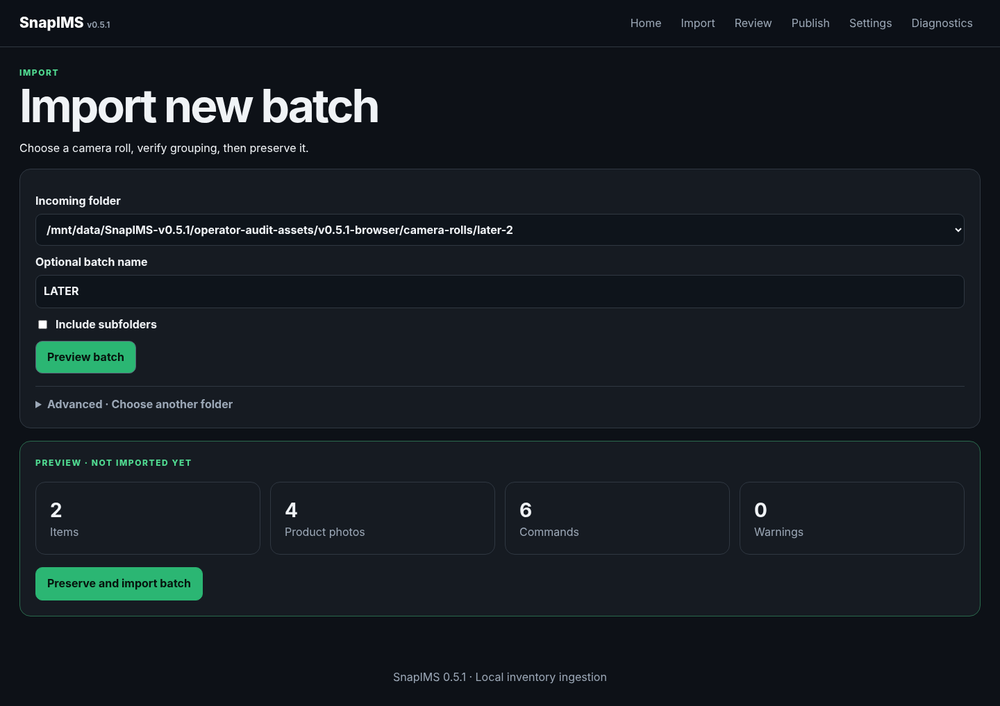 SnapIMS v0.5.1
Home Import Review Publish Settings Diagnostics
IMPORT
Import new batch
Choose a camera roll, verify grouping, then preserve it.
Incoming folder
/mnt/data/SnapIMS-v0.5.1/operator-audit-assets/v0.5.1-browser/camera-rolls/later-2
Optional batch name
LATER
Include subfolders
Preview batch
Advanced · Choose another folder
PREVIEW · NOT IMPORTED YET
2
Items
4
Product photos
6
Commands
0
Warnings
Preserve and import batch
SnapIMS 0.5.1 · Local inventory ingestion